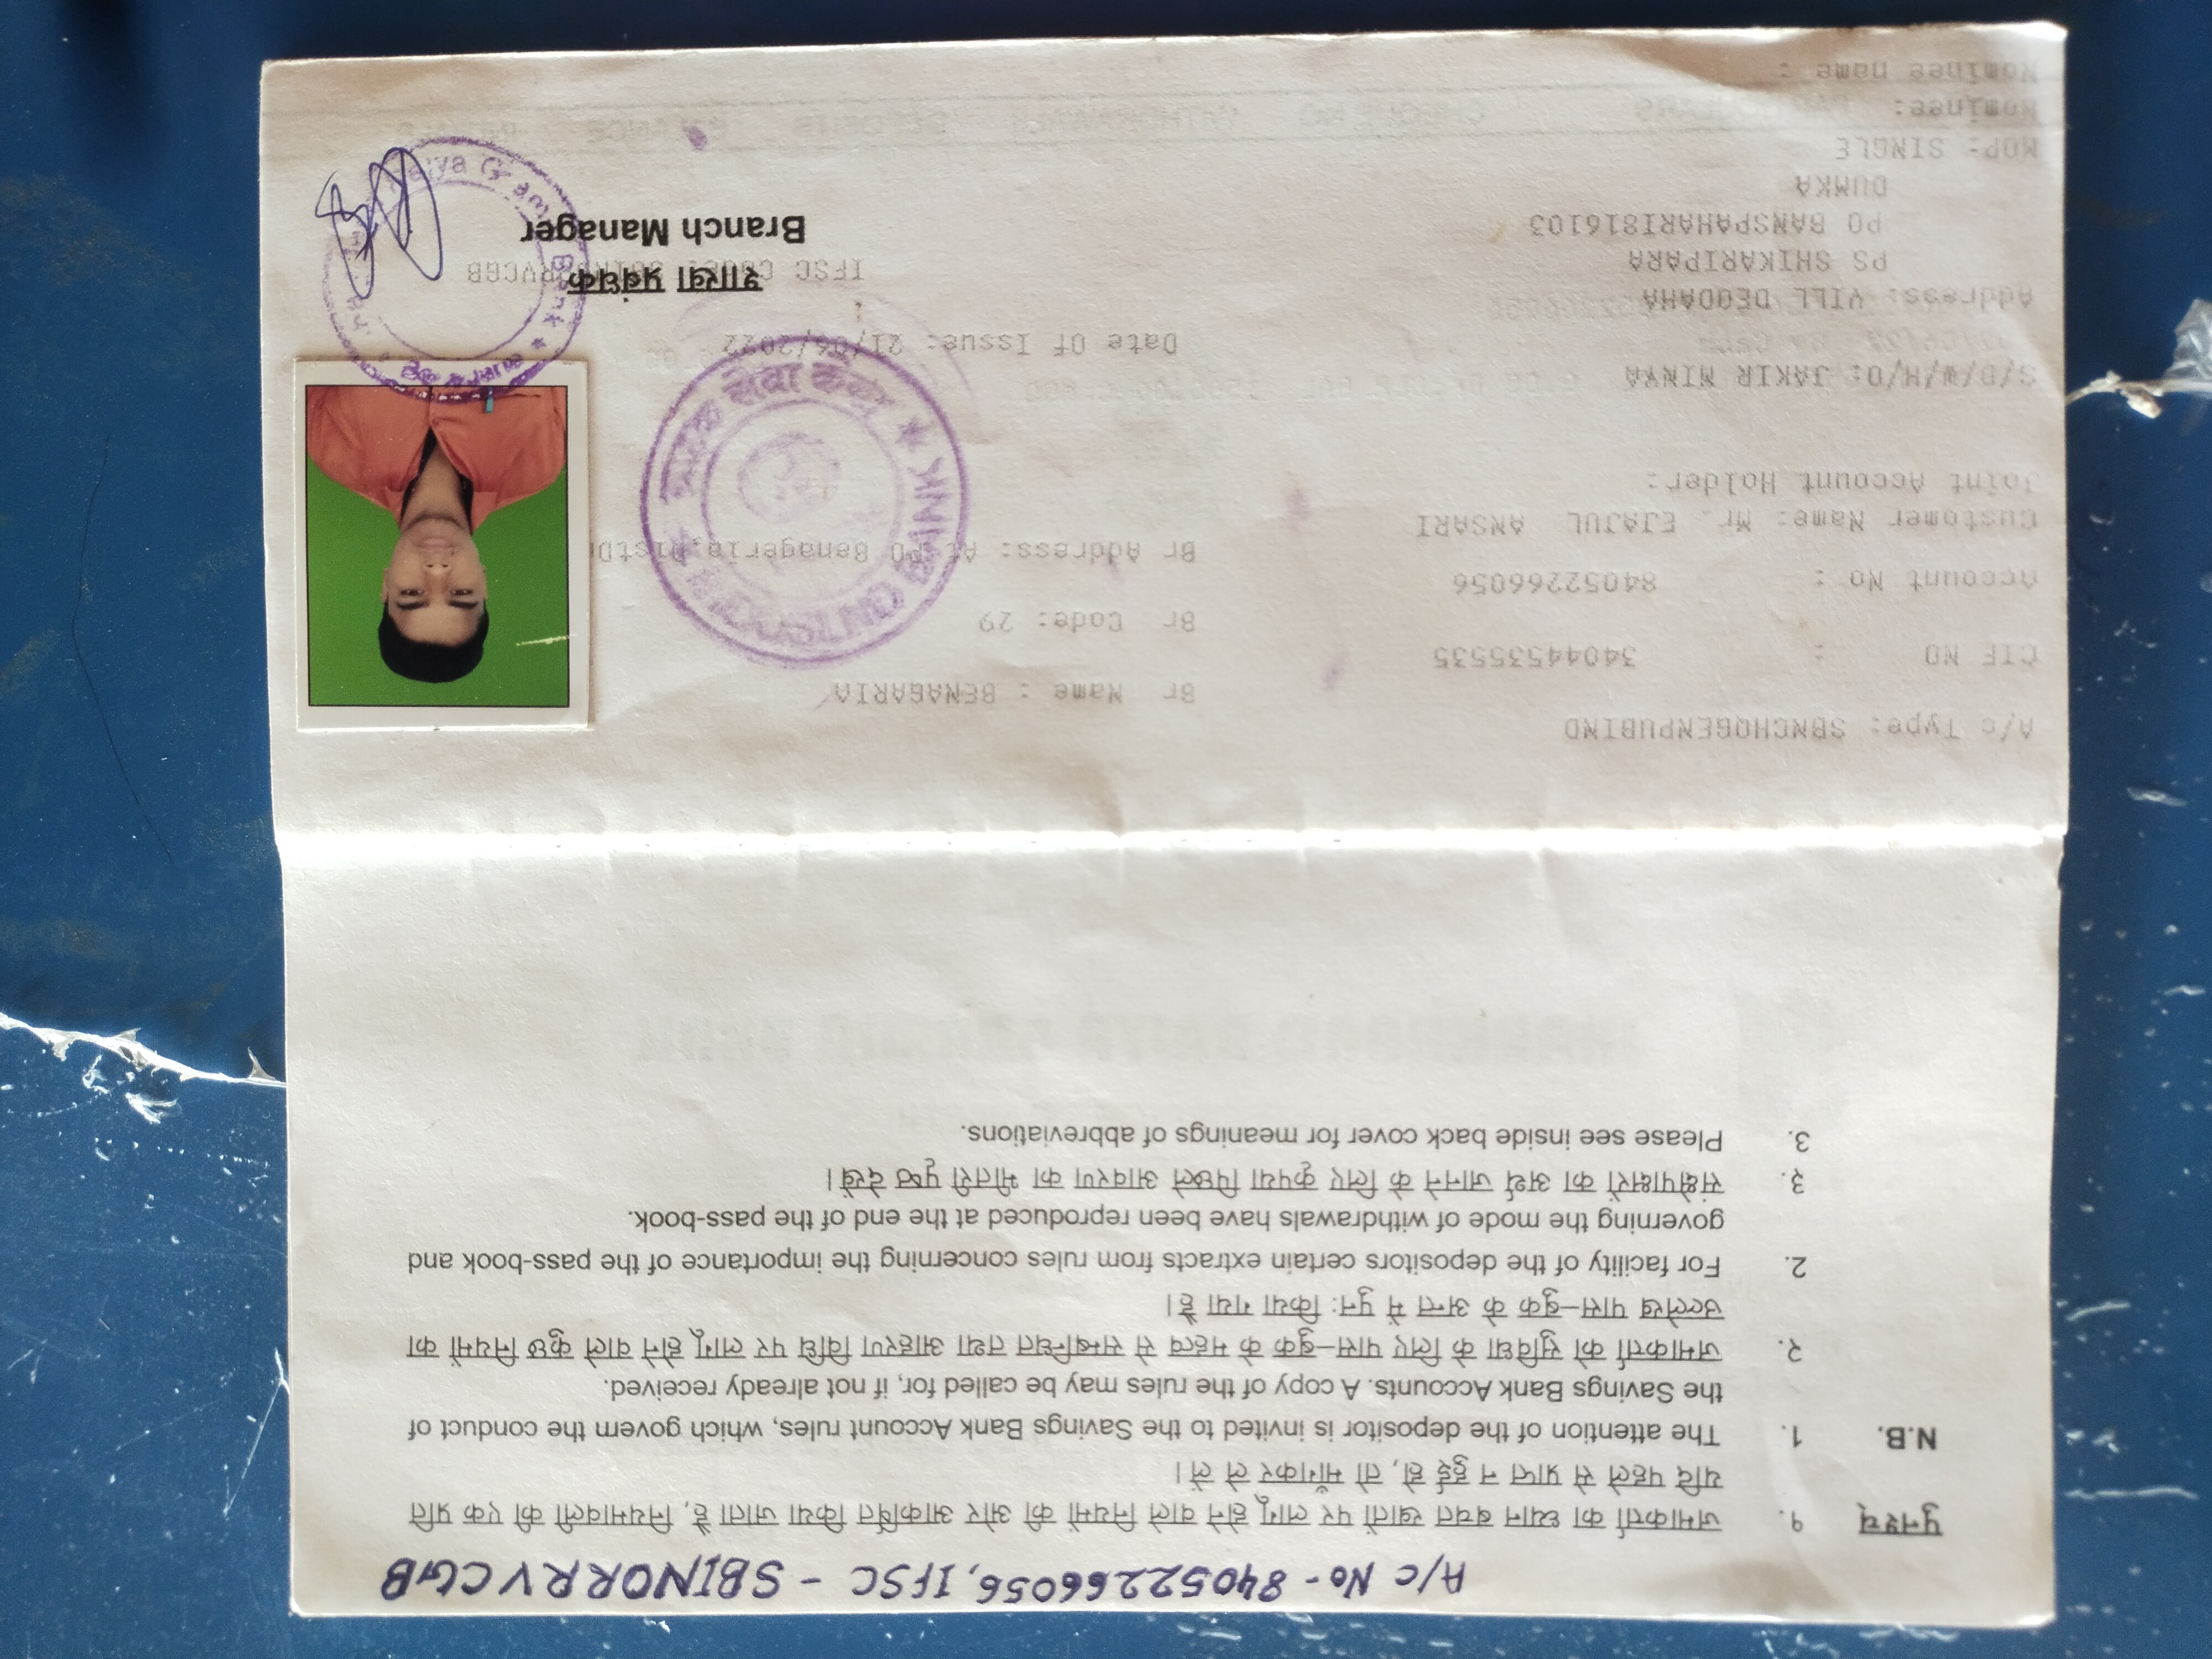 A/c No- 84052266056, IFSC - SBIN0RRVCGB
पुनश्च १. जमाकर्त्ता का ध्यान बचत खातों पर लागू होने वाले नियमों की ओर आकर्षित किया जाता है, नियमावली की एक प्रति
यदि पहले से प्राप्त न हुई हो, तो माँगकर ले लें।
N.B. 1. The attention of the depositor is invited to the Savings Bank Account rules, which govern the conduct of
the Savings Bank Accounts. A copy of the rules may be called for, if not already received.
२. जमाकर्त्ता की सुविधा के लिए पास–बुक के महत्व से सम्बन्धित तथा आहरण विधि पर लागू होने वाले कुछ नियमों का
उल्लेख पास–बुक के अन्त में पुनः किया गया है।
2. For facility of the depositors certain extracts from rules concerning the importance of the pass-book and
governing the mode of withdrawals have been reproduced at the end of the pass-book.
३. संक्षेपाक्षरों का अर्थ जानने के लिए कृपया पिछले आवरण का भीतरी पृष्ठ देखें।
3. Please see inside back cover for meanings of abbreviations.
A/c Type: SBNCHQGENPUBIND
Br Name : BENAGARIA
CIF NO : 34044535535
Br Code: 29
Account No : 84052266056
Br Address: At PO Benageria,
Customer Name: Mr. EJAJUL ANSARI
Joint Account Holder:
ग्राहक सेवा केन्द्र
BANK
S/D/W/H/O: JAKIR MINYA
Date Of Issue: 21/06/2022
Address: VILL DEODAHA
PS SHIKARIPARA
IFSC CODE:
शाखा प्रबंधक
PO BANSPAHARI816103
Branch Manager
DUMKA
MOP: SINGLE
Nominee:
Nominee name :
Bank